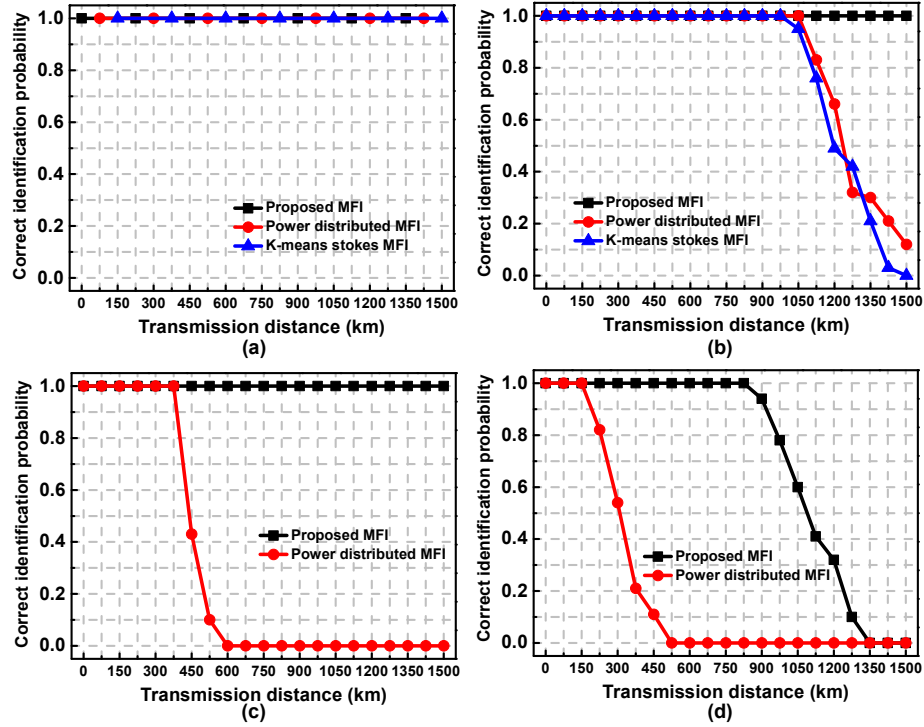 Correct identification probability
1.0
0.8
0.6
0.4
0.2
0.0
Proposed MFI
Power distributed MFI
K-means stokes MFI
0 150 300 450 600 750 900 1050 1200 1350 1500
Transmission distance (km)
(a)
Correct identification probability
1.0
0.8
0.6
0.4
0.2
0.0
Proposed MFI
Power distributed MFI
K-means stokes MFI
0 150 300 450 600 750 900 1050 1200 1350 1500
Transmission distance (km)
(b)
Correct identification probability
1.0
0.8
0.6
0.4
0.2
0.0
Proposed MFI
Power distributed MFI
0 150 300 450 600 750 900 1050 1200 1350 1500
Transmission distance (km)
(c)
Correct identification probability
1.0
0.8
0.6
0.4
0.2
0.0
Proposed MFI
Power distributed MFI
0 150 300 450 600 750 900 1050 1200 1350 1500
Transmission distance (km)
(d)